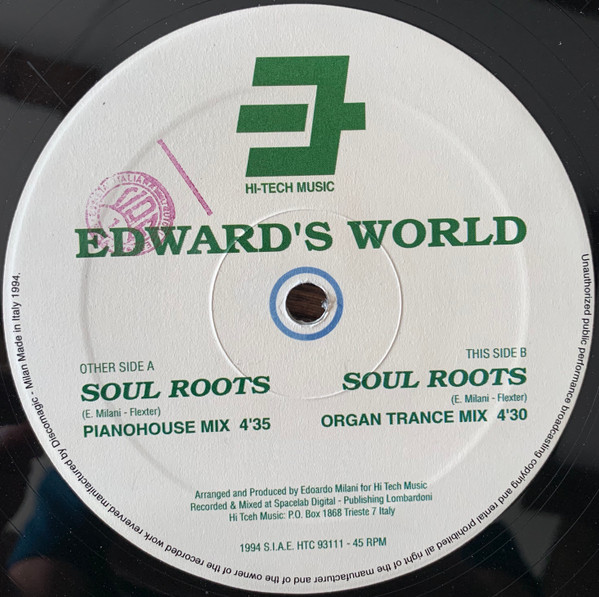 HI-TECH MUSIC
EDWARD'S WORLD
OTHER SIDE A
SOUL ROOTS
(E. Milani - Flexter)
PIANOHOUSE MIX 4'35
THIS SIDE B
SOUL ROOTS
(E. Milani - Flexter)
ORGAN TRANCE MIX 4'30
Arranged and Produced by Edoardo Milani for Hi Tech Music
Recorded & Mixed at Spacelab Digital - Publishing Lombardoni
Hi Tceh Music: P.O. Box 1868 Trieste 7 Italy
1994 S.I.A.E. HTC 93111 - 45 RPM
Unauthorized public performance broadcasting copying and rental prohibited all right of the manufacturer and of the owner of the recorded work reverved.manifactured by Discomagic - Milan Made in Italy 1994.